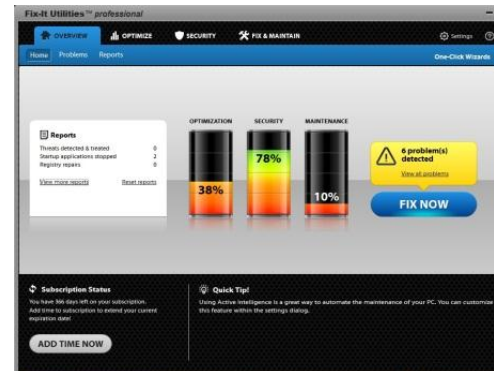 Fix-It Utilities™ professional
OVERVIEW OPTIMIZE SECURITY FIX & MAINTAIN Settings
Home Problems Reports One-Click Wizards
OPTIMIZATION SECURITY MAINTENANCE
Reports
Threats detected & treated 0
Startup applications stopped 2
Registry repairs 0
View more reports Reset reports
38%
78%
10%
6 problem(s)
detected
View all problems
FIX NOW
Subscription Status
You have 366 days left on your subscription.
Add time to subscription to extend your current
expiration date!
ADD TIME NOW
Quick Tip!
Using Active Intelligence is a great way to automate the maintenance of your PC. You can customize
this feature within the settings dialog.